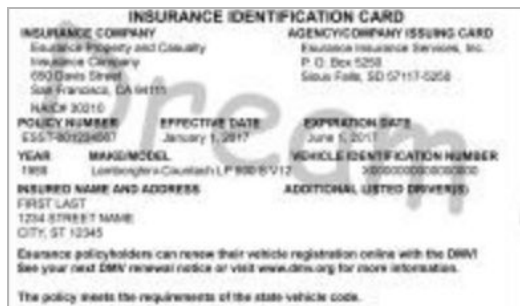 INSURANCE IDENTIFICATION CARD
INSURANCE COMPANY
Esurance Property and Casualty
Insurance Company
650 Davis Street
San Francisco, CA 94111
NAIC# 30210
AGENCY/COMPANY ISSUING CARD
Esurance Insurance Services, Inc.
P. O. Box 5250
Sioux Falls, SD 57117-5250
POLICY NUMBER EFFECTIVE DATE EXPIRATION DATE
January 1, 2017 June 1, 2017
YEAR MAKE/MODEL VEHICLE IDENTIFICATION NUMBER
Lamborghini Countach LP V12
INSURED NAME AND ADDRESS ADDITIONAL LISTED DRIVER(S)
FIRST LAST
1234 STREET NAME
CITY, ST 12345
Esurance policyholders can renew their vehicle registration online with the DMV!
See your next DMV renewal notice or visit www.dmv.org for more information.
The policy meets the requirements of the state vehicle code.
Dream